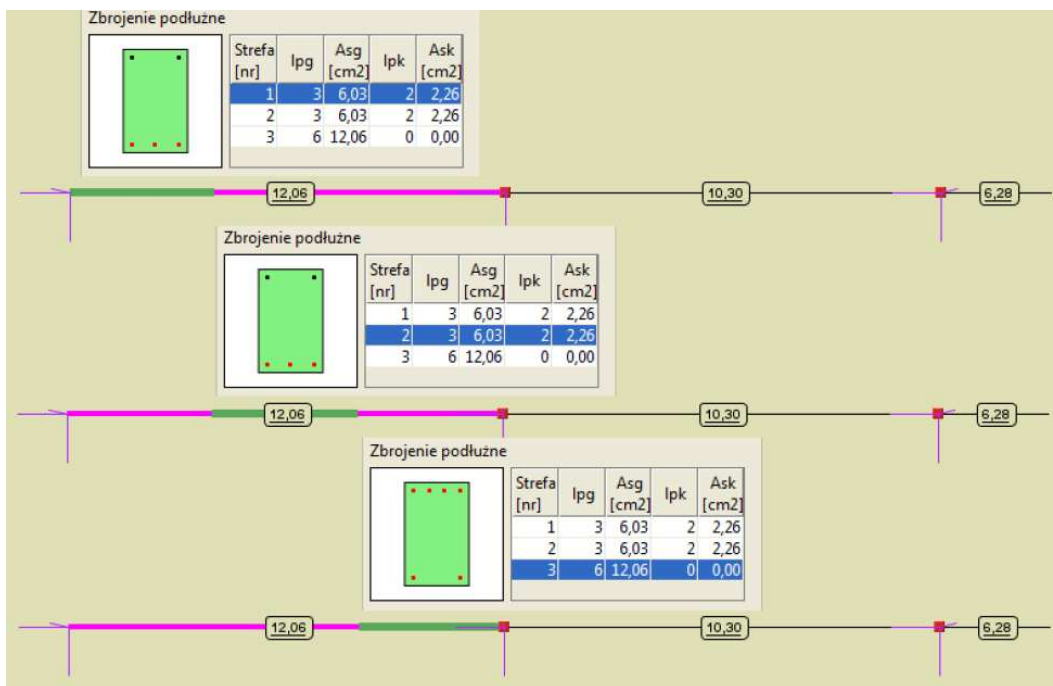 Zbrojenie podłużne
Strefa [nr] lpg Asg [cm2] lpk Ask [cm2]
1 3 6,03 2 2,26
2 3 6,03 2 2,26
3 6 12,06 0 0,00
12,06 10,30 6,28
Zbrojenie podłużne
Strefa [nr] lpg Asg [cm2] lpk Ask [cm2]
1 3 6,03 2 2,26
2 3 6,03 2 2,26
3 6 12,06 0 0,00
12,06 10,30 6,28
Zbrojenie podłużne
Strefa [nr] lpg Asg [cm2] lpk Ask [cm2]
1 3 6,03 2 2,26
2 3 6,03 2 2,26
3 6 12,06 0 0,00
12,06 10,30 6,28